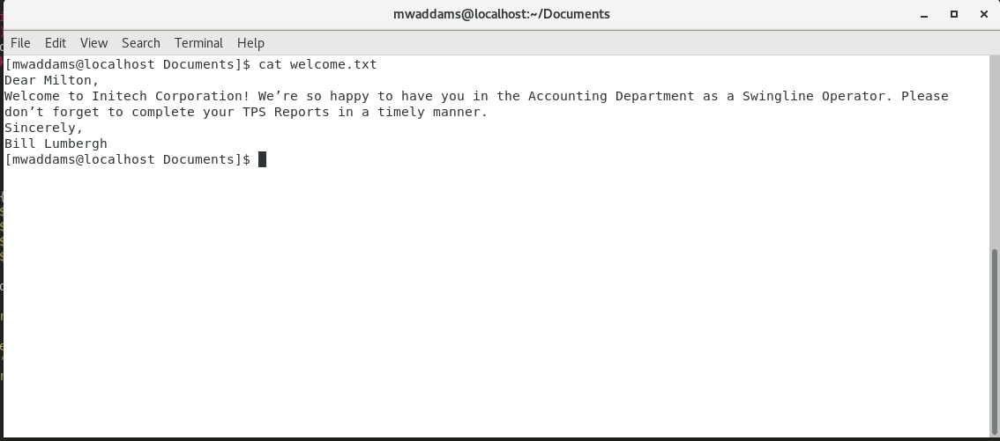 mwaddams@localhost:~/Documents
File Edit View Search Terminal Help
[mwaddams@localhost Documents]$ cat welcome.txt
Dear Milton,
Welcome to Initech Corporation! We’re so happy to have you in the Accounting Department as a Swingline Operator. Please
don’t forget to complete your TPS Reports in a timely manner.
Sincerely,
Bill Lumbergh
[mwaddams@localhost Documents]$